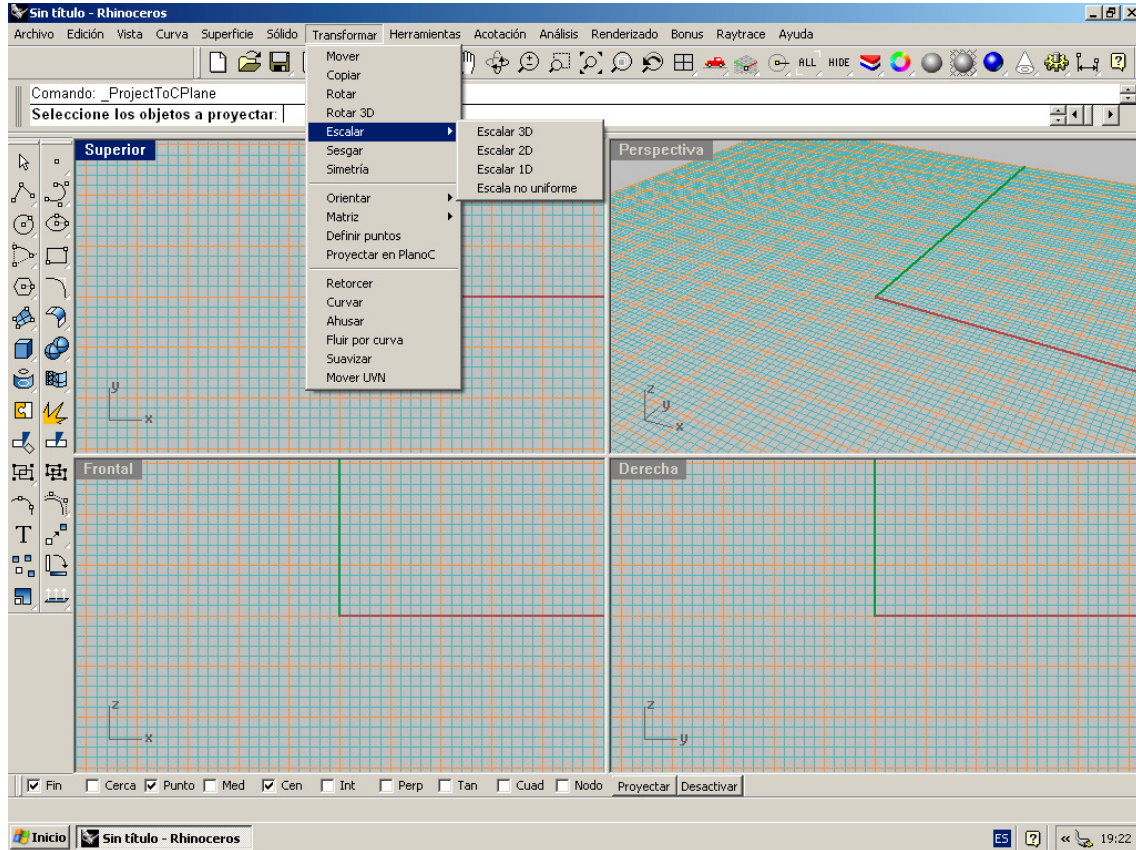 Sin título - Rhinoceros
Archivo Edición Vista Curva Superficie Sólido Transformar Herramientas Acotación Análisis Renderizado Bonus Raytrace Ayuda
ALL HIDE
Comando: _ProjectToCPlane
Seleccione los objetos a proyectar:
Mover
Copiar
Rotar
Rotar 3D
Escalar
Sesgar
Simetría
Orientar
Matriz
Definir puntos
Proyectar en PlanoC
Retorcer
Curvar
Ahusar
Fluir por curva
Suavizar
Mover UVN
Escalar 3D
Escalar 2D
Escalar 1D
Escala no uniforme
Superior
y
x
Perspectiva
z
y
x
Frontal
z
x
Derecha
z
y
T
Fin Cerca Punto Med Cen Int Perp Tan Cuad Nodo Proyectar Desactivar
Inicio Sin título - Rhinoceros ES ? « 19:22